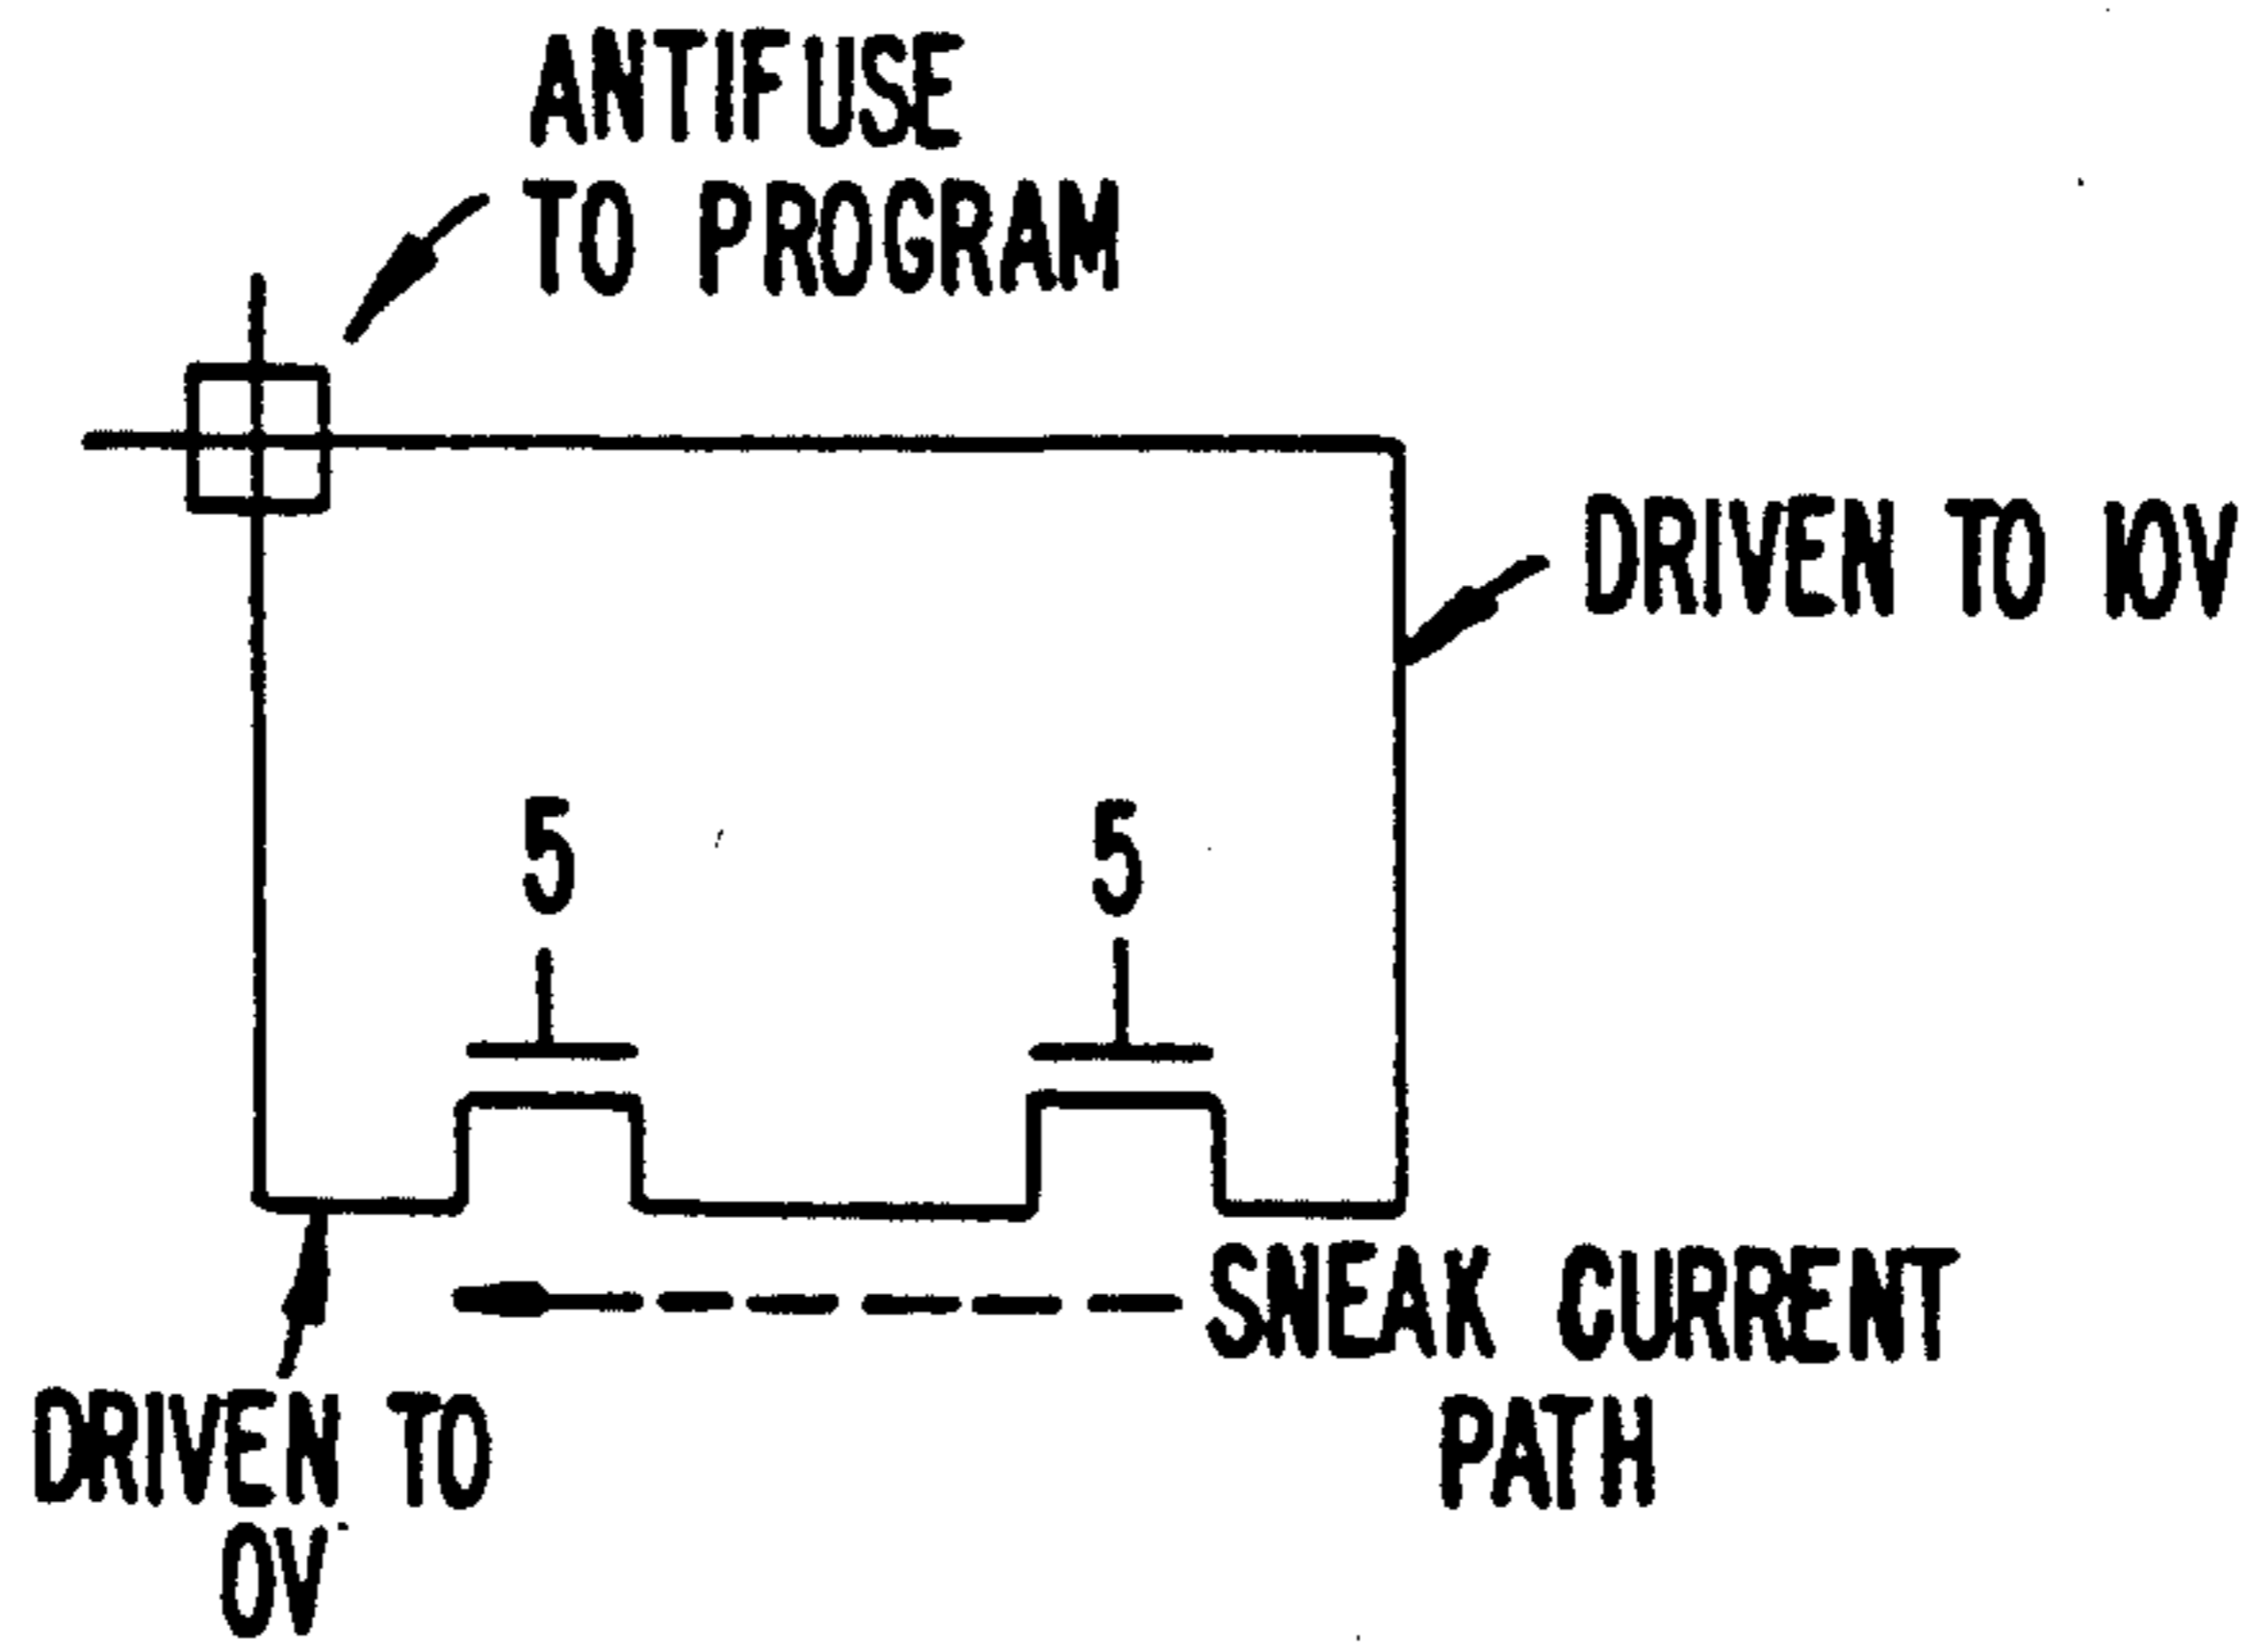 ANTIFUSE
TO PROGRAM
DRIVEN TO 10V
5 5
SNEAK CURRENT
PATH
DRIVEN TO
0V